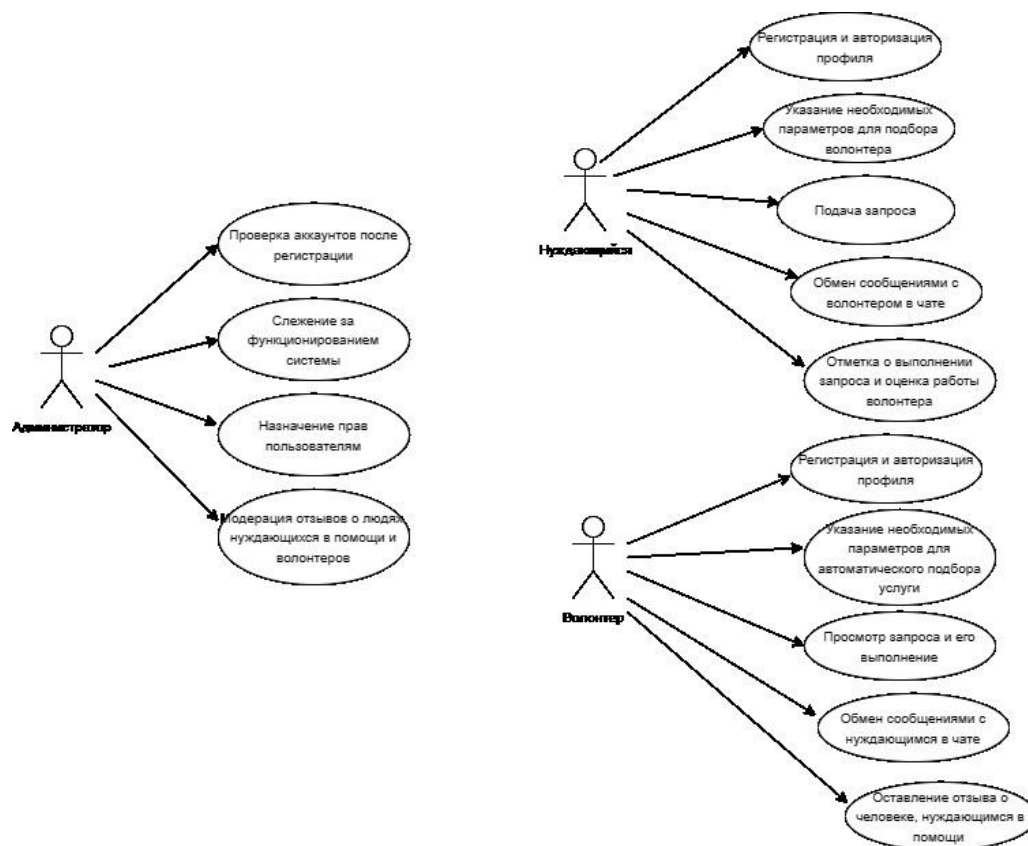 Проверка аккаунтов после
регистрации
Слежение за
функционированием
системы
Назначение прав
пользователям
Модерация отзывов о людях
нуждающихся в помощи и
волонтеров
Администратор
Регистрация и авторизация
профиля
Указание необходимых
параметров для подбора
волонтера
Подача запроса
Обмен сообщениями с
волонтером в чате
Отметка о выполнении
запроса и оценка работы
волонтера
Нуждающийся
Регистрация и авторизация
профиля
Указание необходимых
параметров для
автоматического подбора
услуги
Просмотр запроса и его
выполнение
Обмен сообщениями с
нуждающимся в чате
Оставление отзыва о
человеке, нуждающимся в
помощи
Волонтер